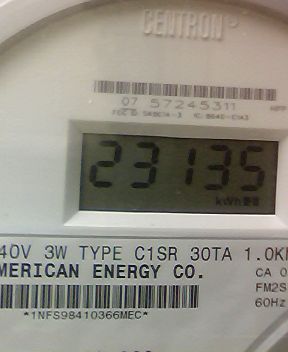 CENTRON
07 57245311
23135
kWh
40V 3W TYPE C1SR 30TA 1.0K
MERICAN ENERGY CO.
CA 0
FM2S
60Hz
*1NFS98410366MEC*